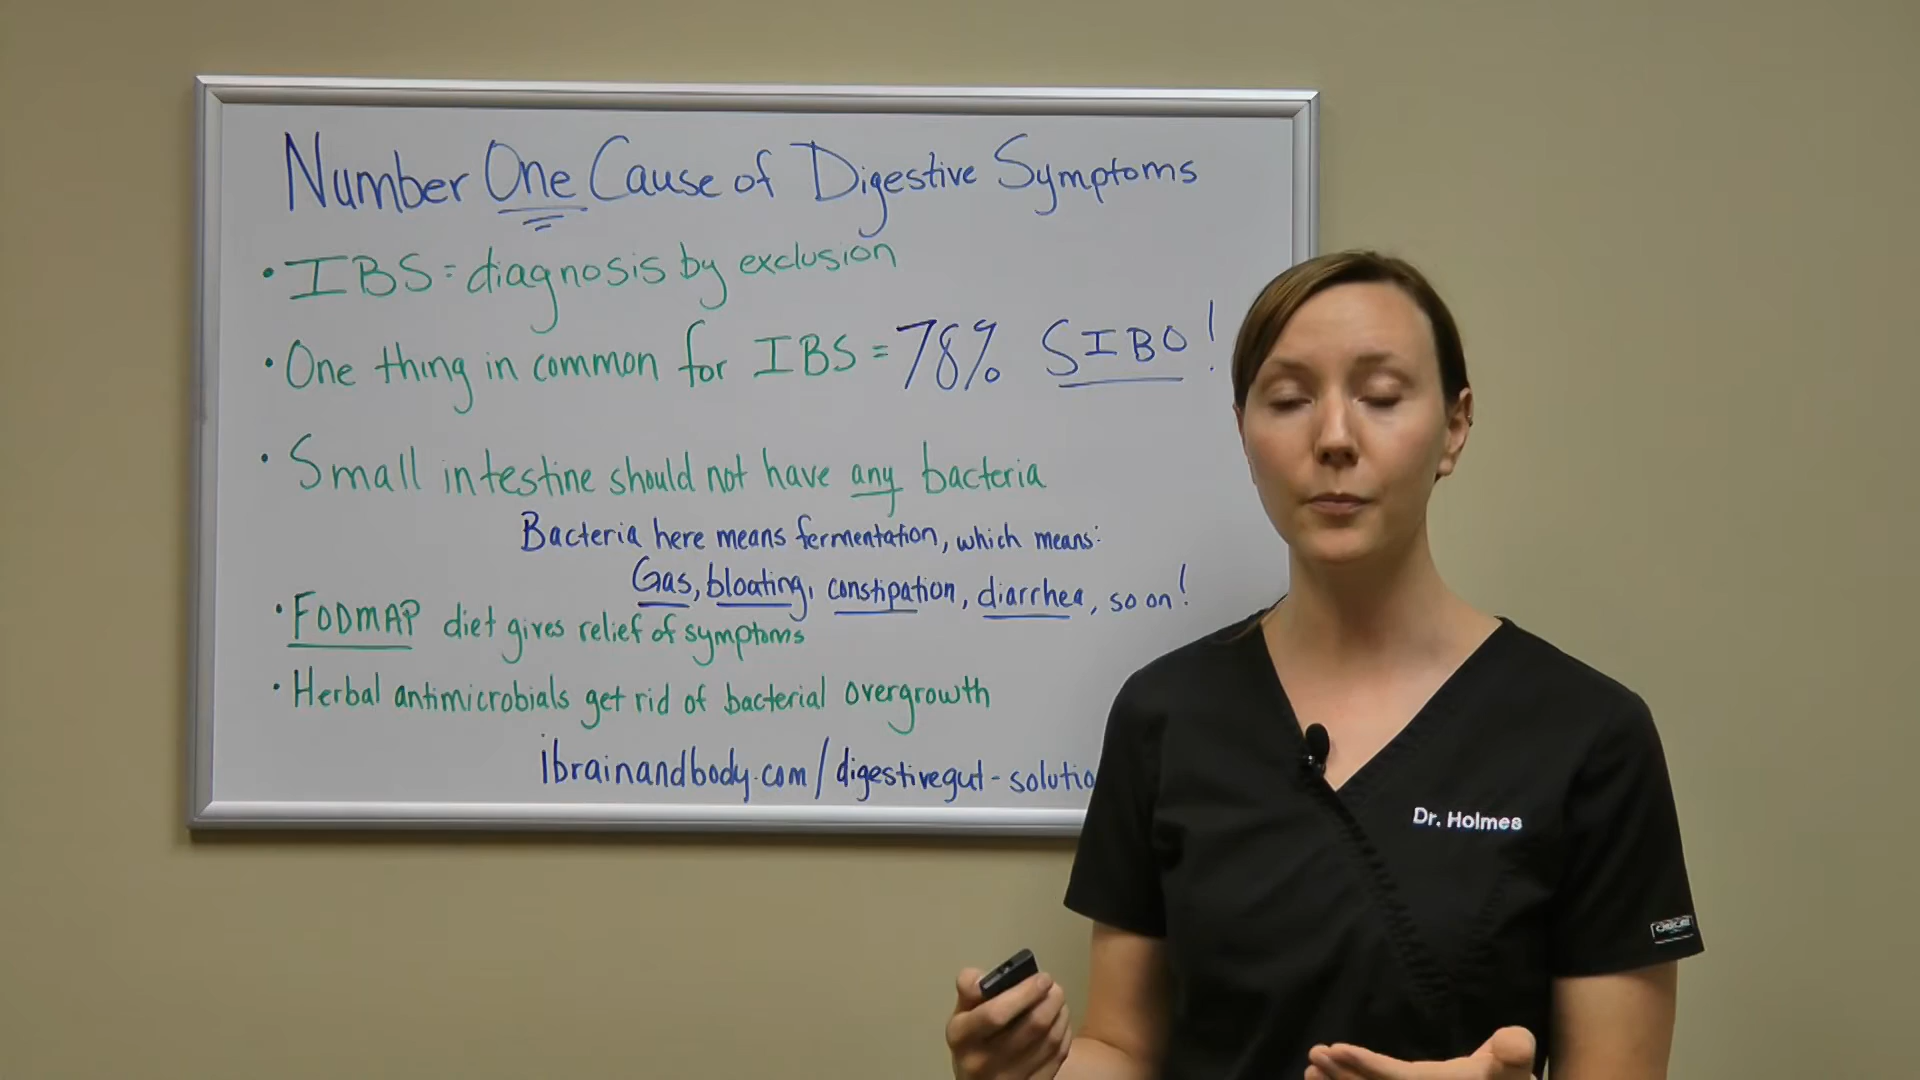 Number One Cause of Digestive Symptoms
• IBS = diagnosis by exclusion
• One thing in common for IBS = 78% SIBO!
• Small intestine should not have any bacteria
Bacteria here means fermentation, which means:
Gas, bloating, constipation, diarrhea, so on!
• FODMAP diet gives relief of symptoms
• Herbal antimicrobials get rid of bacterial overgrowth
ibrainandbody.com/digestivegut-solutio
Dr. Holmes